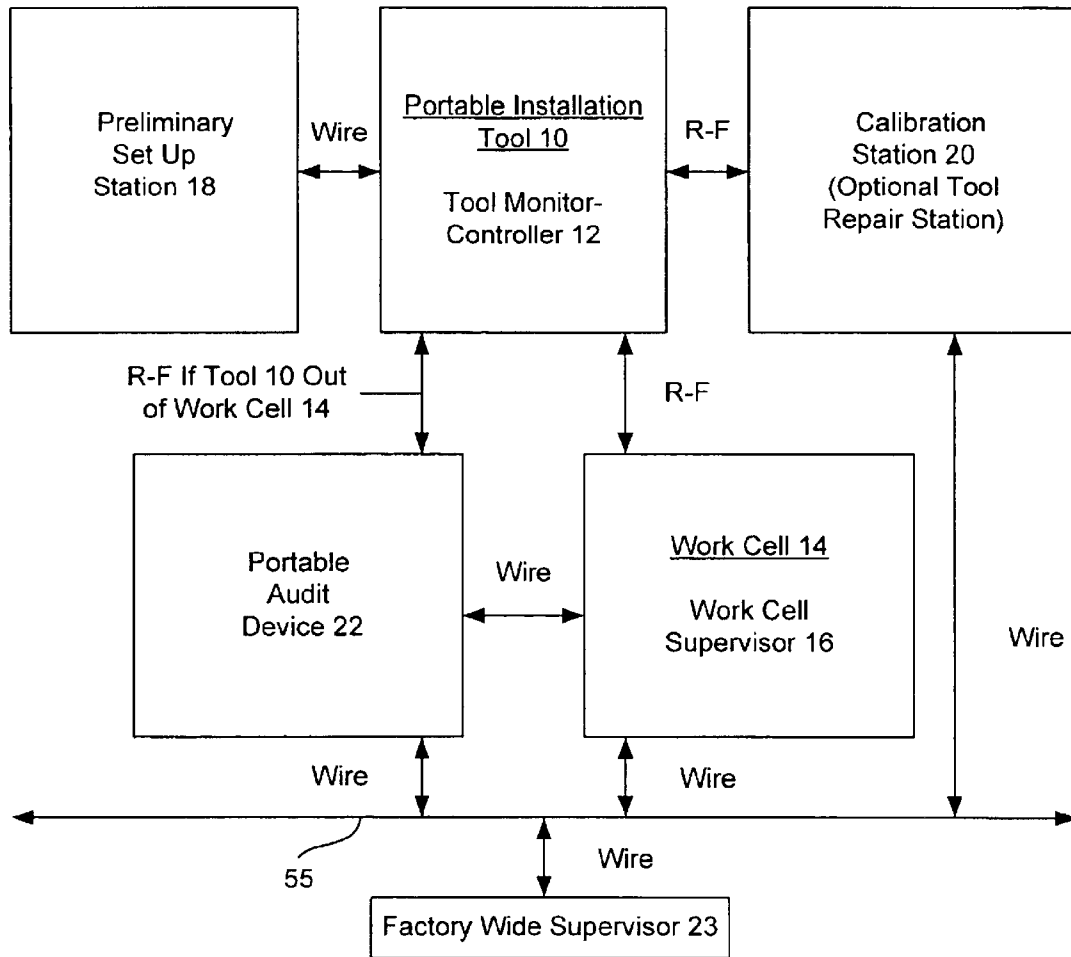 Preliminary
Set Up
Station 18
Wire
Portable Installation
Tool 10
Tool Monitor-
Controller 12
R-F
Calibration
Station 20
(Optional Tool
Repair Station)
R-F If Tool 10 Out
of Work Cell 14
R-F
Portable
Audit
Device 22
Wire
Work Cell 14
Work Cell
Supervisor 16
Wire
Wire
Wire
55
Wire
Factory Wide Supervisor 23